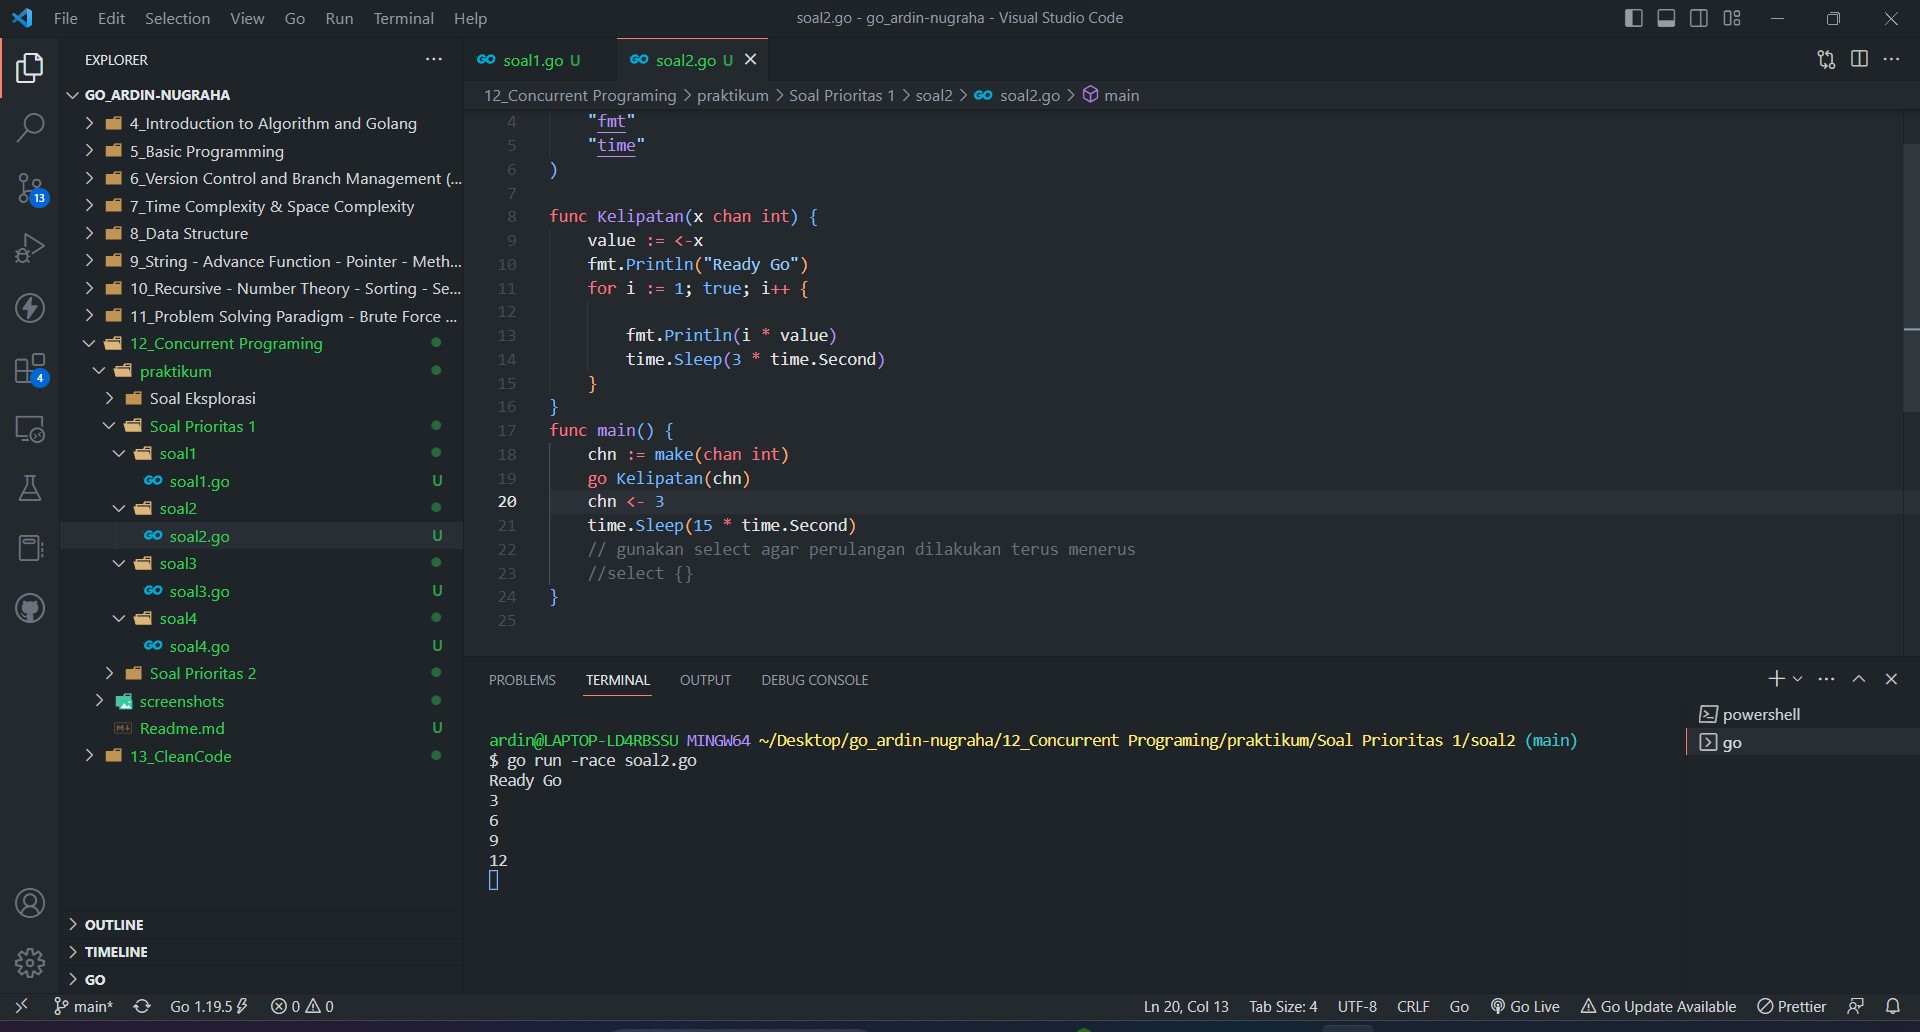 File Edit Selection View Go Run Terminal Help
soal2.go - go_ardin-nugraha - Visual Studio Code
EXPLORER
GO_ARDIN-NUGRAHA
4_Introduction to Algorithm and Golang
5_Basic Programming
6_Version Control and Branch Management (...
7_Time Complexity & Space Complexity
8_Data Structure
9_String - Advance Function - Pointer - Meth...
10_Recursive - Number Theory - Sorting - Se...
11_Problem Solving Paradigm - Brute Force ...
12_Concurrent Programing
praktikum
Soal Eksplorasi
Soal Prioritas 1
soal1
GO soal1.go U
soal2
GO soal2.go U
soal3
GO soal3.go U
soal4
GO soal4.go U
Soal Prioritas 2
screenshots
Readme.md U
13_CleanCode
OUTLINE
TIMELINE
GO
13
4
GO soal1.go U
GO soal2.go U
12_Concurrent Programing > praktikum > Soal Prioritas 1 > soal2 > GO soal2.go > main
4 "fmt"
5 "time"
6 )
7
8 func Kelipatan(x chan int) {
9 value := <-x
10 fmt.Println("Ready Go")
11 for i := 1; true; i++ {
12
13 fmt.Println(i * value)
14 time.Sleep(3 * time.Second)
15 }
16 }
17 func main() {
18 chn := make(chan int)
19 go Kelipatan(chn)
20 chn <- 3
21 time.Sleep(15 * time.Second)
22 // gunakan select agar perulangan dilakukan terus menerus
23 //select {}
24 }
25
PROBLEMS TERMINAL OUTPUT DEBUG CONSOLE
ardin@LAPTOP-LD4RBSSU MINGW64 ~/Desktop/go_ardin-nugraha/12_Concurrent Programing/praktikum/Soal Prioritas 1/soal2 (main)
$ go run -race soal2.go
Ready Go
3
6
9
12
powershell
go
main* Go 1.19.5 0 0
Ln 20, Col 13 Tab Size: 4 UTF-8 CRLF Go Go Live Go Update Available Prettier